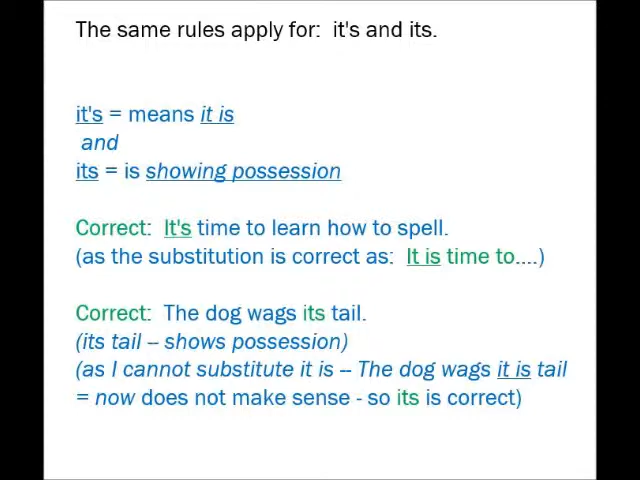 The same rules apply for: it's and its.
it's = means it is
and
its = is showing possession
Correct: It's time to learn how to spell.
(as the substitution is correct as: It is time to....)
Correct: The dog wags its tail.
(its tail – shows possession)
(as I cannot substitute it is -- The dog wags it is tail
= now does not make sense - so its is correct)